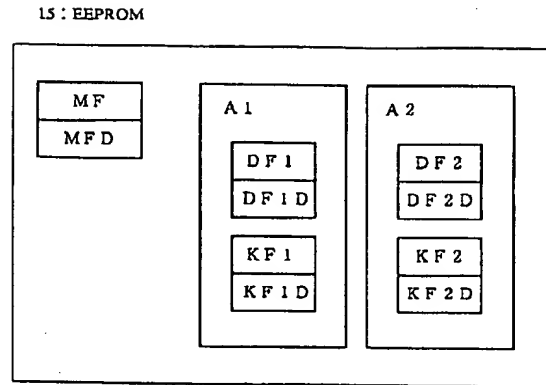 15 : EEPROM
MF
MFD
A1
DF1
DF1D
KF1
KF1D
A2
DF2
DF2D
KF2
KF2D